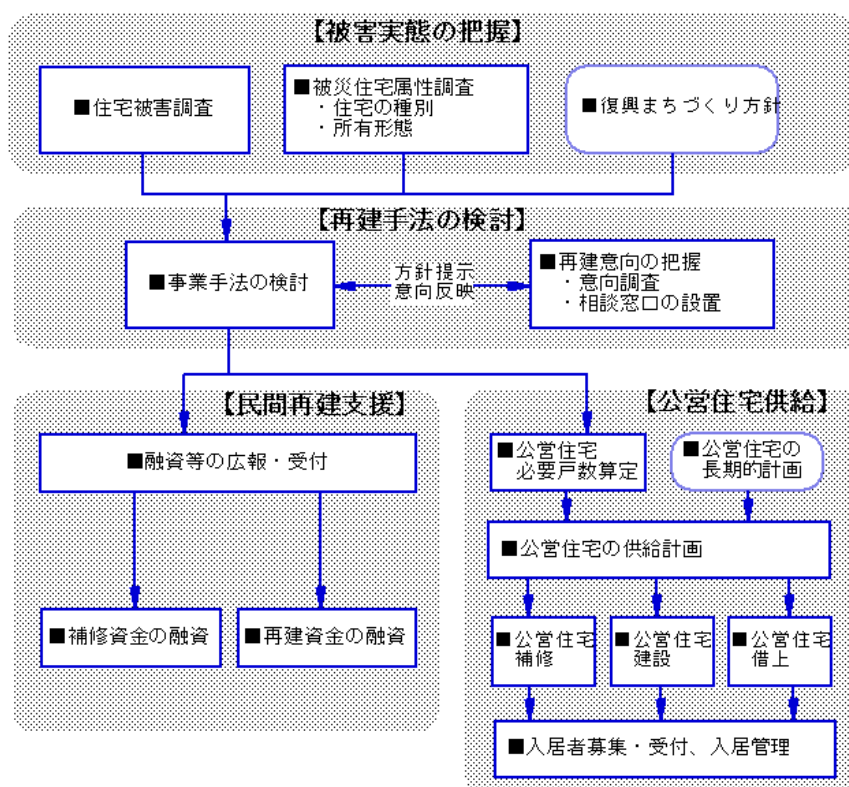 【被害実態の把握】
■住宅被害調査
■被災住宅属性調査
・住宅の種別
・所有形態
■復興まちづくり方針
【再建手法の検討】
■事業手法の検討
方針提示
意向反映
■再建意向の把握
・意向調査
・相談窓口の設置
【民間再建支援】
■融資等の広報・受付
■補修資金の融資
■再建資金の融資
【公営住宅供給】
■公営住宅
必要戸数算定
■公営住宅の
長期的計画
■公営住宅の供給計画
■公営住宅
補修
■公営住宅
建設
■公営住宅
借上
■入居者募集・受付、入居管理